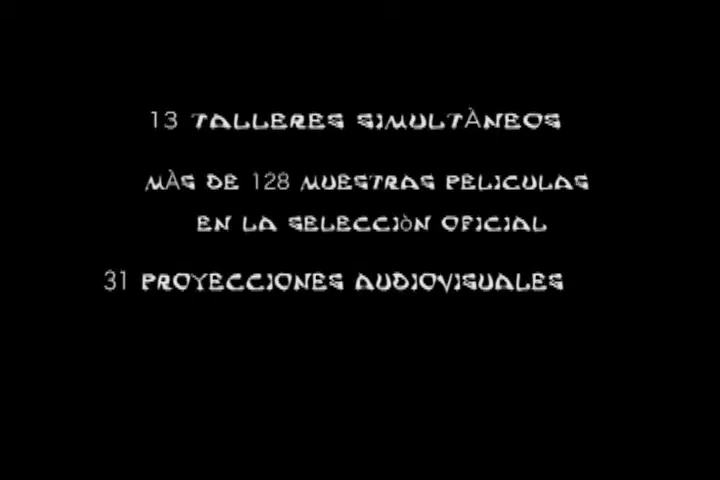 13 TALLERES SIMULTÀNEOS
MÀS DE 128 MUESTRAS PELICULAS
EN LA SELECCIÒN OFICIAL
31 PROYECCIONES AUDIOVISUALES